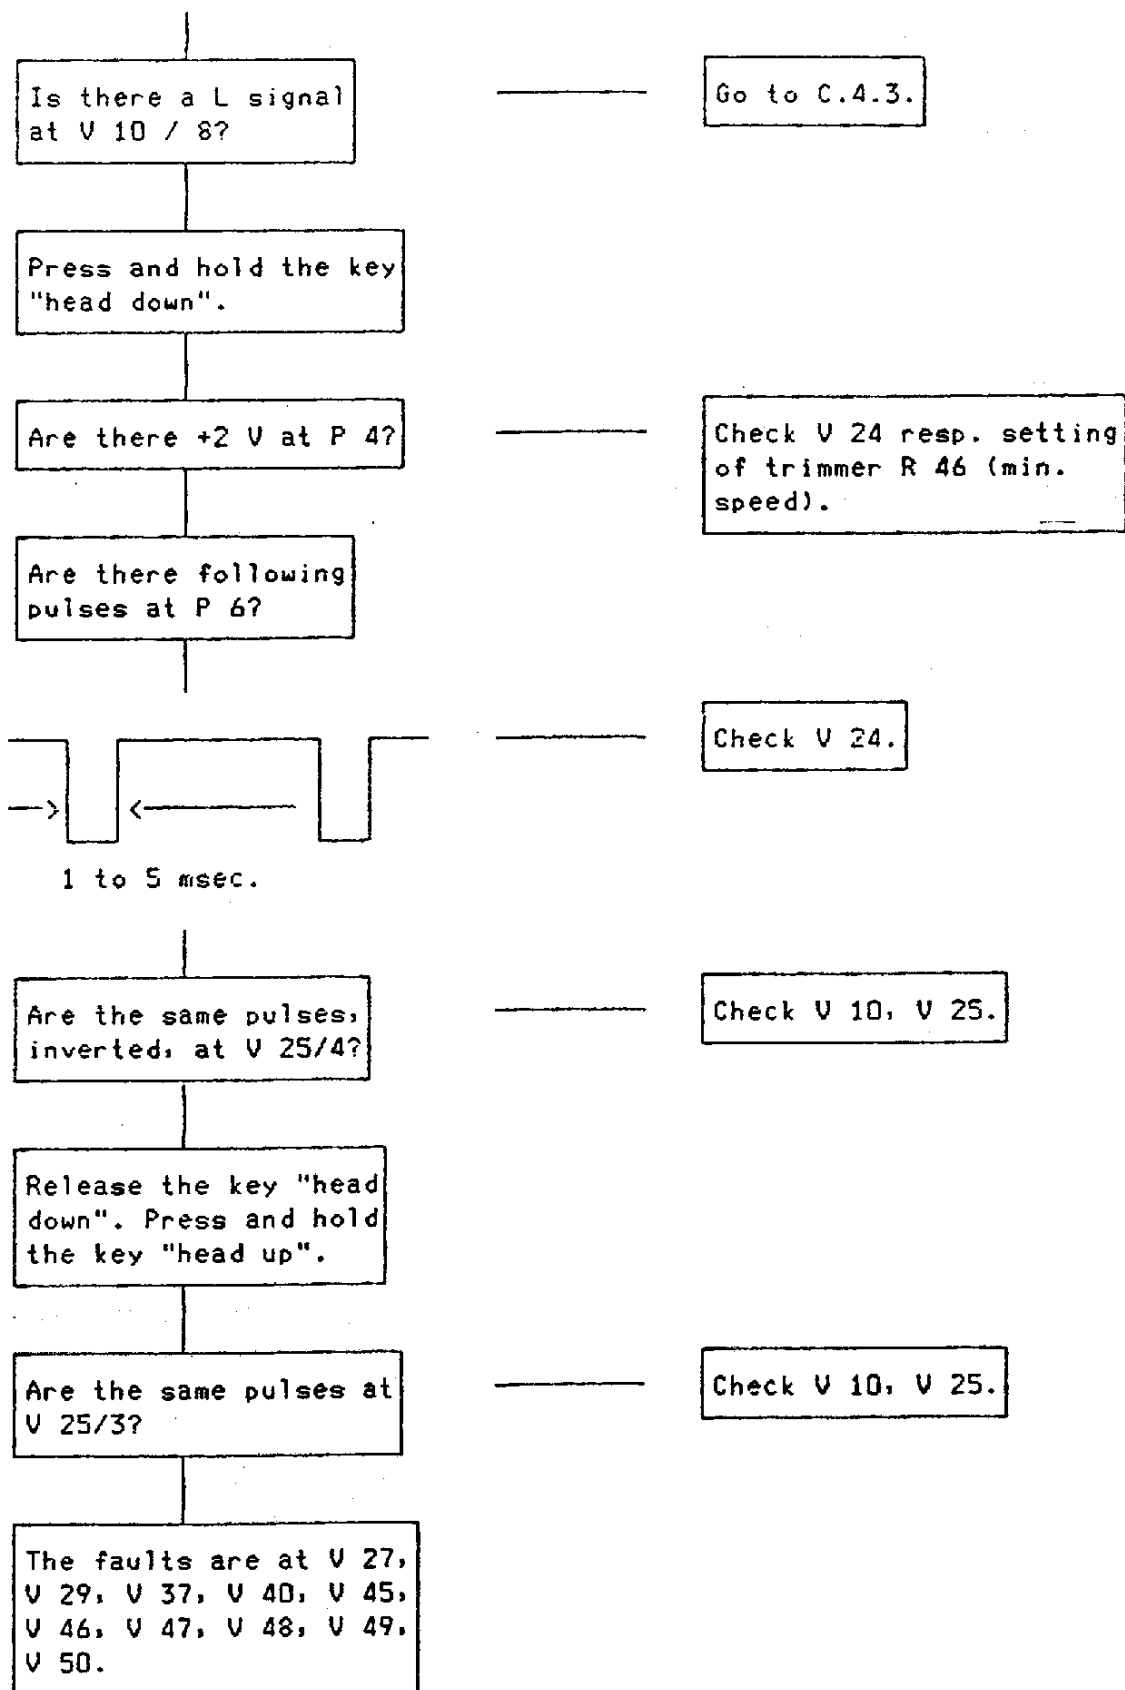 Is there a L signal
at V 10 / 8?
Go to C.4.3.
Press and hold the key
"head down".
Are there +2 V at P 4?
Check V 24 resp. setting
of trimmer R 46 (min.
speed).
Are there following
pulses at P 6?
Check V 24.
1 to 5 msec.
Are the same pulses,
inverted, at V 25/4?
Check V 10, V 25.
Release the key "head
down". Press and hold
the key "head up".
Are the same pulses at
V 25/3?
Check V 10, V 25.
The faults are at V 27,
V 29, V 37, V 40, V 45,
V 46, V 47, V 48, V 49,
V 50.